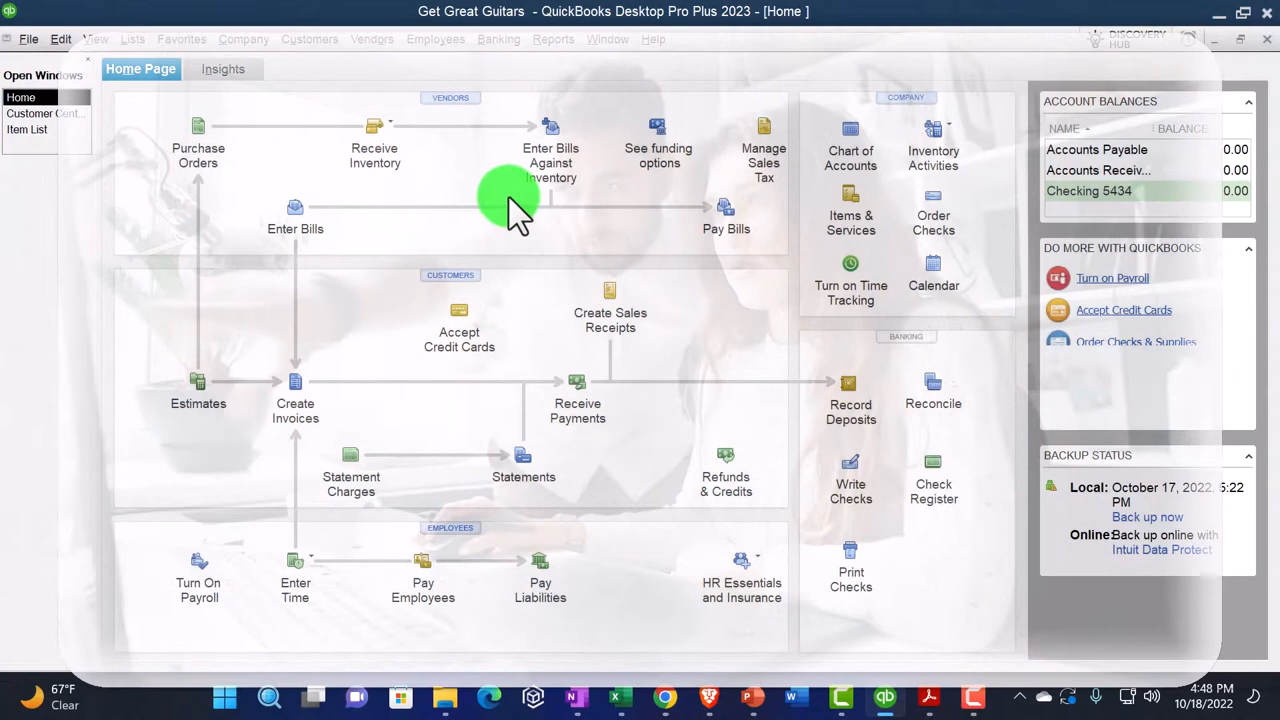 Get Great Guitars - QuickBooks Desktop Pro Plus 2023 - [Home ]
File Edit View Lists Favorites Company Customers Vendors Employees Banking Reports Window Help
DISCOVERY
HUB
Open Windows
Home
Customer Cent...
Item List
Home Page
Insights
VENDORS
Purchase
Orders
Receive
Inventory
Enter Bills
Against
Inventory
See funding
options
Manage
Sales
Tax
Enter Bills
Pay Bills
CUSTOMERS
Accept
Credit Cards
Create Sales
Receipts
Estimates
Create
Invoices
Receive
Payments
Statement
Charges
Statements
Refunds
& Credits
EMPLOYEES
Turn On
Payroll
Enter
Time
Pay
Employees
Pay
Liabilities
HR Essentials
and Insurance
COMPANY
Chart of
Accounts
Inventory
Activities
Items &
Services
Order
Checks
Turn on Time
Tracking
Calendar
BANKING
Record
Deposits
Reconcile
Write
Checks
Check
Register
Print
Checks
ACCOUNT BALANCES
NAME BALANCE
Accounts Payable 0.00
Accounts Receiv... 0.00
Checking 5434 0.00
DO MORE WITH QUICKBOOKS
Turn on Payroll
Accept Credit Cards
Order Checks & Supplies
BACKUP STATUS
Local: October 17, 2022, 5:22
PM
Back up now
Online: Back up online with
Intuit Data Protect
67°F
Clear
4:48 PM
10/18/2022